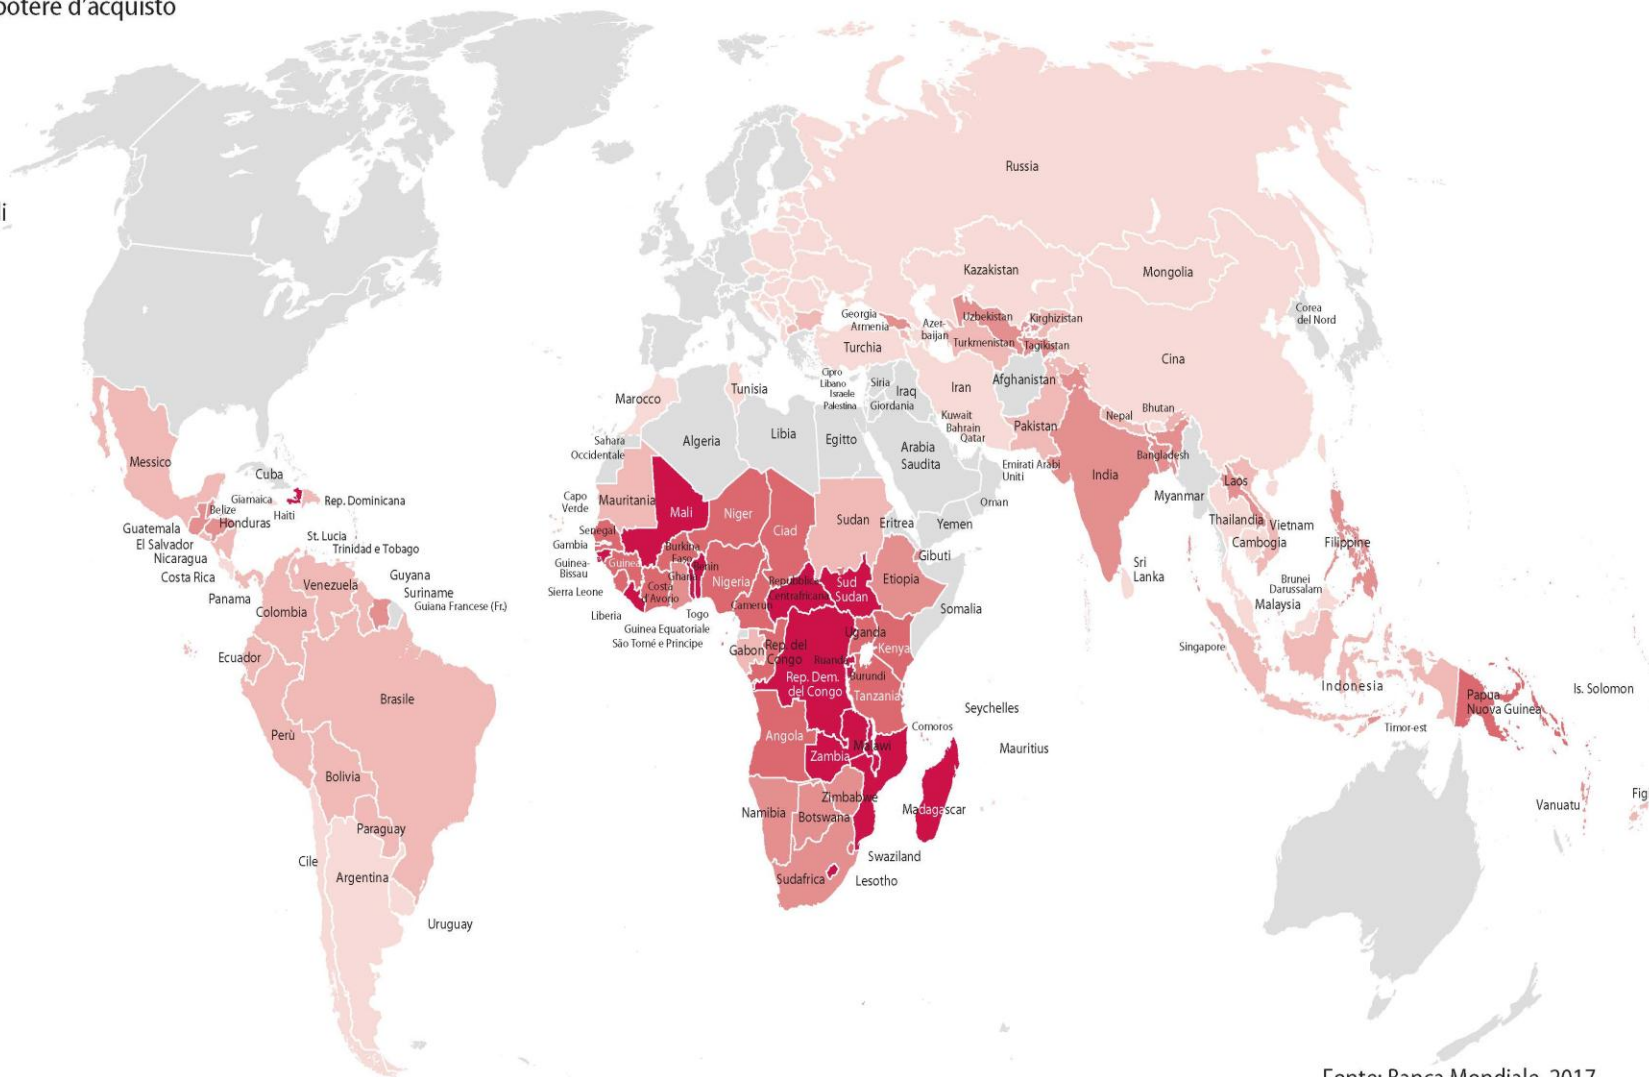 potere d'acquisto
i
Russia
Kazakistan
Mongolia
Corea
del Nord
Georgia
Armenia
Azer-
baijan
Uzbekistan
Kirghizistan
Turkmenistan
Tagikistan
Turchia
Cina
Cipro
Libano
Israele
Palestina
Siria
Iraq
Giordania
Iran
Afghanistan
Kuwait
Bahrain
Qatar
Pakistan
Nepal
Bhutan
Marocco
Tunisia
Sahara
Occidentale
Algeria
Libia
Egitto
Arabia
Saudita
Emirati Arabi
Uniti
Oman
Yemen
India
Bangladesh
Myanmar
Laos
Thailandia
Vietnam
Cambogia
Filippine
Messico
Cuba
Giamaica
Haiti
Rep. Dominicana
Belize
Honduras
Guatemala
El Salvador
Nicaragua
Costa Rica
Panama
St. Lucia
Trinidad e Tobago
Guyana
Suriname
Guiana Francese (Fr.)
Venezuela
Colombia
Ecuador
Capo
Verde
Mauritania
Mali
Niger
Ciad
Sudan
Eritrea
Gibuti
Senegal
Gambia
Guinea-
Bissau
Guinea
Sierra Leone
Liberia
Burkina
Faso
Benin
Ghana
Costa
d'Avorio
Togo
Nigeria
Camerun
Repubblica
Centrafricana
Sud
Sudan
Etiopia
Somalia
Guinea Equatoriale
São Tomé e Principe
Gabon
Rep. del
Congo
Rep. Dem.
del Congo
Uganda
Kenya
Ruanda
Burundi
Tanzania
Sri
Lanka
Brunei
Darussalam
Malaysia
Singapore
Indonesia
Papua
Nuova Guinea
Is. Solomon
Timor-est
Seychelles
Comoros
Mauritius
Brasile
Perù
Bolivia
Paraguay
Cile
Argentina
Uruguay
Angola
Zambia
Malawi
Zimbabwe
Namibia
Botswana
Madagascar
Swaziland
Sudafrica
Lesotho
Vanuatu
Fig
Fonte: Banca Mondiale, 2017